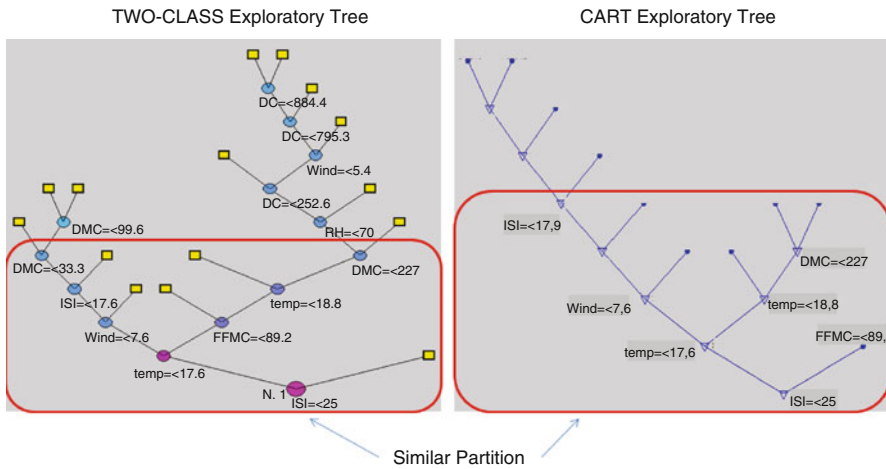 TWO-CLASS Exploratory Tree
CART Exploratory Tree
DC=<884.4
DC=<795.3
Wind=<5.4
DC=<252.6
RH=<70
DMC=<99.6
DMC=<33.3
DMC=<227
ISI=<17.6
temp=<18.8
Wind=<7.6
FFMC=<89.2
temp=<17.6
N. 1
ISI=<25
ISI=<17,9
DMC=<227
Wind=<7,6
temp=<18,8
FFMC=<89,
temp=<17,6
ISI=<25
Similar Partition